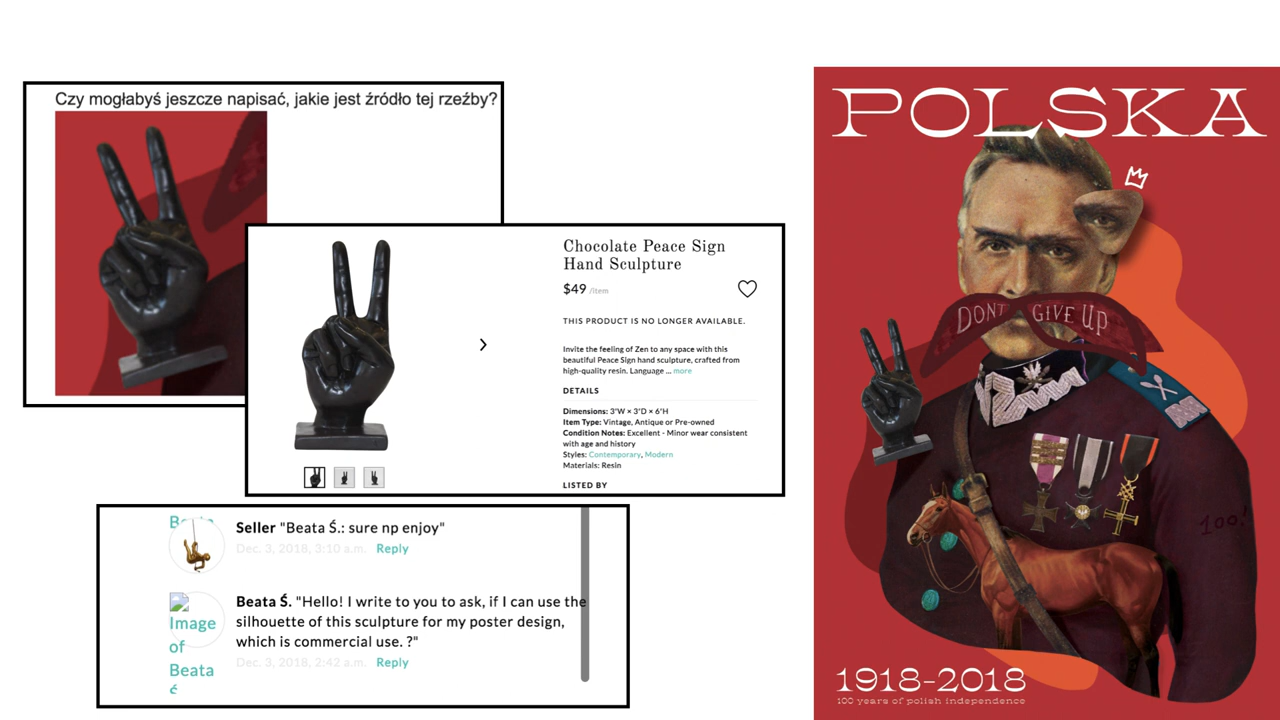 Czy mogłabyś jeszcze napisać, jakie jest źródło tej rzeźby?
Chocolate Peace Sign
Hand Sculpture
$49 /item
THIS PRODUCT IS NO LONGER AVAILABLE.
Invite the feeling of Zen to any space with this
beautiful Peace Sign hand sculpture, crafted from
high-quality resin. Language ... more
DETAILS
Dimensions: 3"W × 3"D × 6"H
Item Type: Vintage, Antique or Pre-owned
Condition Notes: Excellent - Minor wear consistent
with age and history
Styles: Contemporary, Modern
Materials: Resin
LISTED BY
Seller "Beata Ś.: sure np enjoy"
Dec. 3, 2018, 3:10 a.m. Reply
Image
of
Beata
Ś
Beata Ś. "Hello! I write to you to ask, if I can use the
silhouette of this sculpture for my poster design,
which is commercial use. ?"
Dec. 3, 2018, 2:42 a.m. Reply
POLSKA
DONT GIVE UP
100!
1918-2018
100 years of polish independence